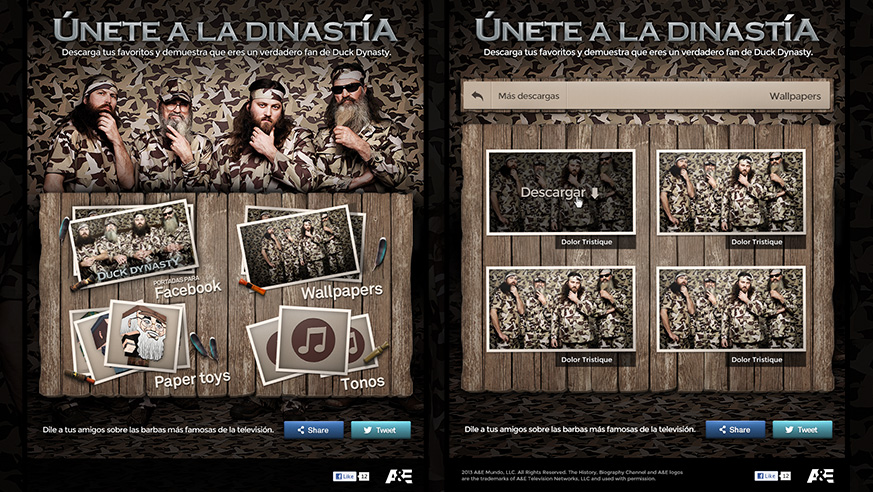 ÚNETE A LA DINASTÍA
Descarga tus favoritos y demuestra que eres un verdadero fan de Duck Dynasty.
DUCK DYNASTY
PORTADAS PARA
Facebook
Wallpapers
Paper toys
Tonos
Dile a tus amigos sobre las barbas más famosas de la televisión.
Share
Tweet
Like 12
A&E
ÚNETE A LA DINASTÍA
Descarga tus favoritos y demuestra que eres un verdadero fan de Duck Dynasty.
Más descargas
Wallpapers
Descargar
Dolor Tristique
Dolor Tristique
Dolor Tristique
Dolor Tristique
Dile a tus amigos sobre las barbas más famosas de la televisión.
Share
Tweet
2013 A&E Mundo, LLC. All Rights Reserved. The History, Biography Channel and A&E logos
are the trademarks of A&E Television Networks, LLC and used with permission.
Like 12
A&E